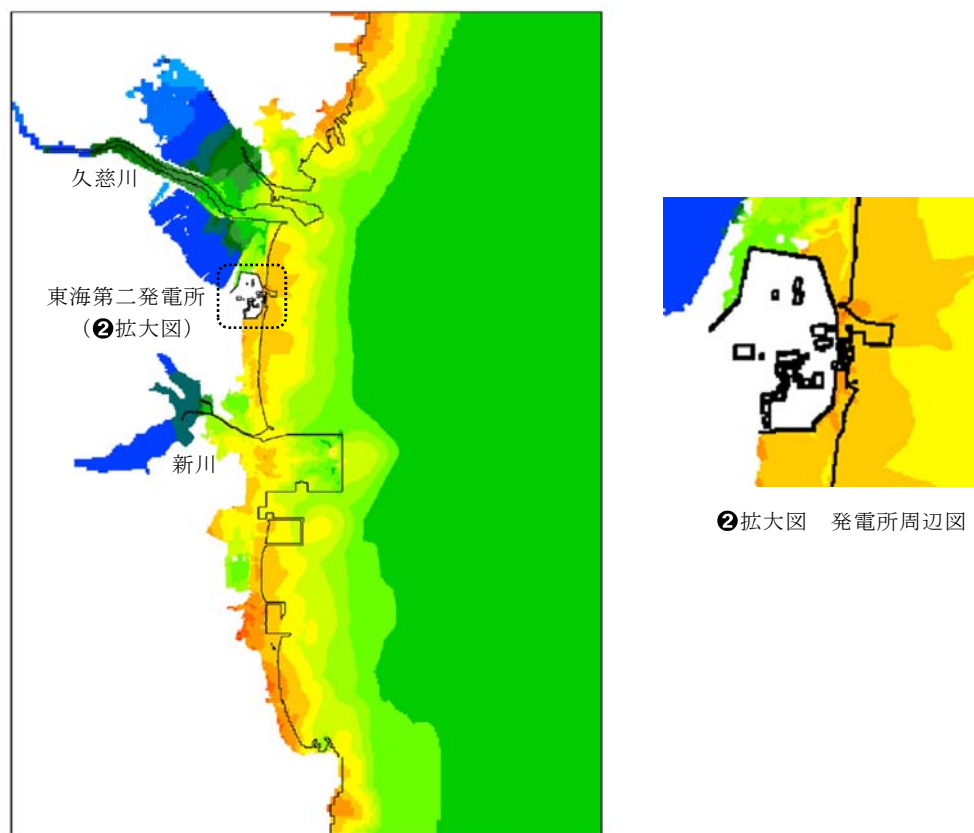 久慈川
東海第二発電所
（❷拡大図）
新川
❷拡大図　発電所周辺図